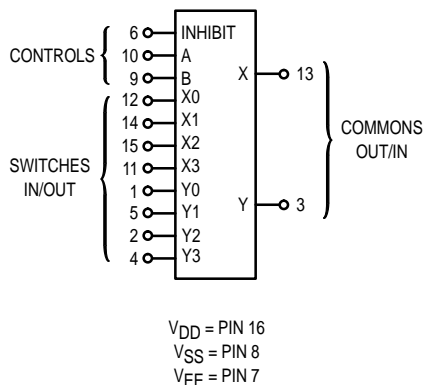 CONTROLS
SWITCHES
IN/OUT
6 INHIBIT
10 A
9 B
12 X0
14 X1
15 X2
11 X3
1 Y0
5 Y1
2 Y2
4 Y3
X 13
Y 3
COMMONS
OUT/IN
VDD = PIN 16
VSS = PIN 8
VEE = PIN 7